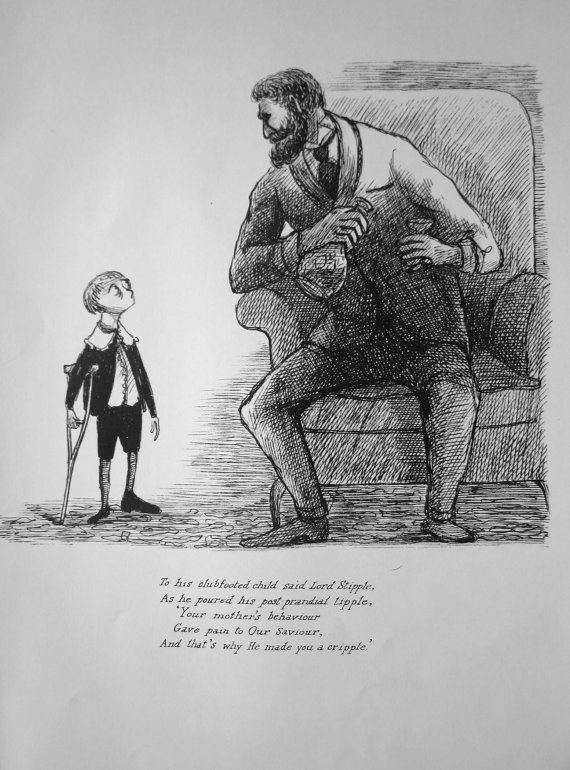 To his clubfooted child said Lord Stipple,
As he poured his post-prandial tipple,
'Your mother's behaviour
Gave pain to Our Saviour,
And that's why He made you a cripple.'